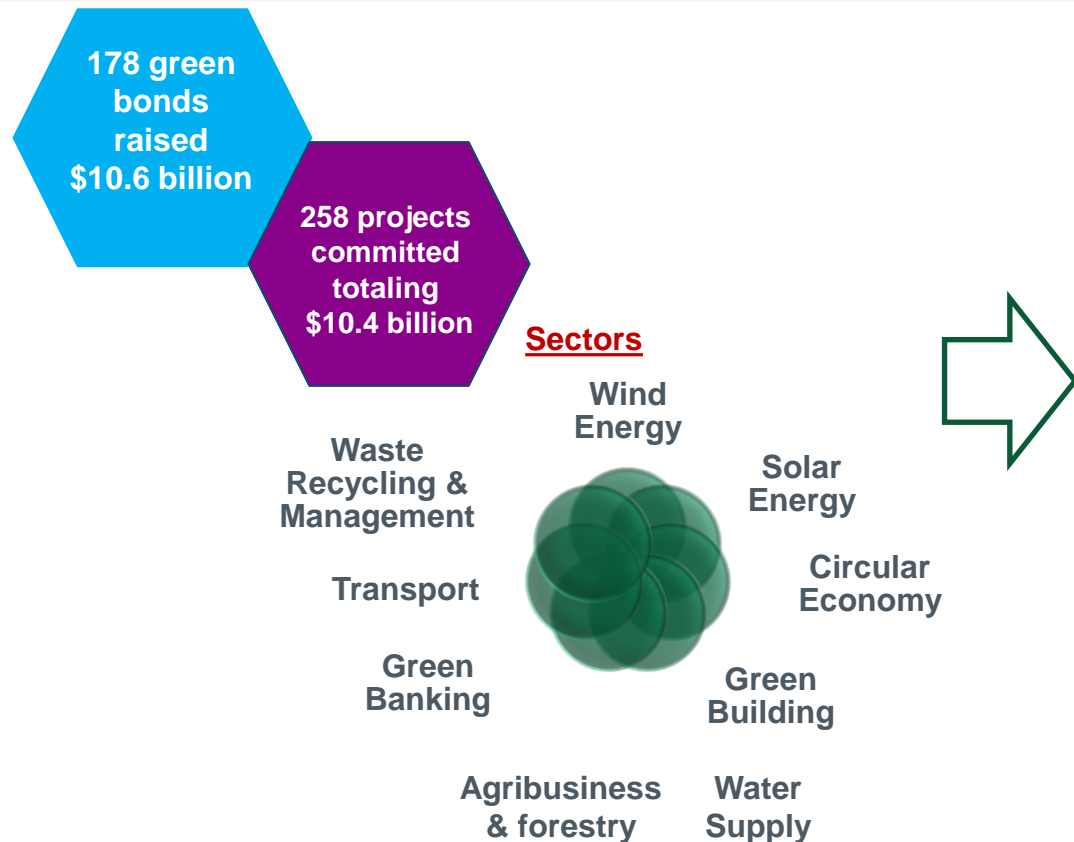 178 green
bonds
raised
$10.6 billion
258 projects
committed
totaling
$10.4 billion
Sectors
Wind
Energy
Solar
Energy
Circular
Economy
Green
Building
Water
Supply
Agribusiness
& forestry
Green
Banking
Transport
Waste
Recycling &
Management